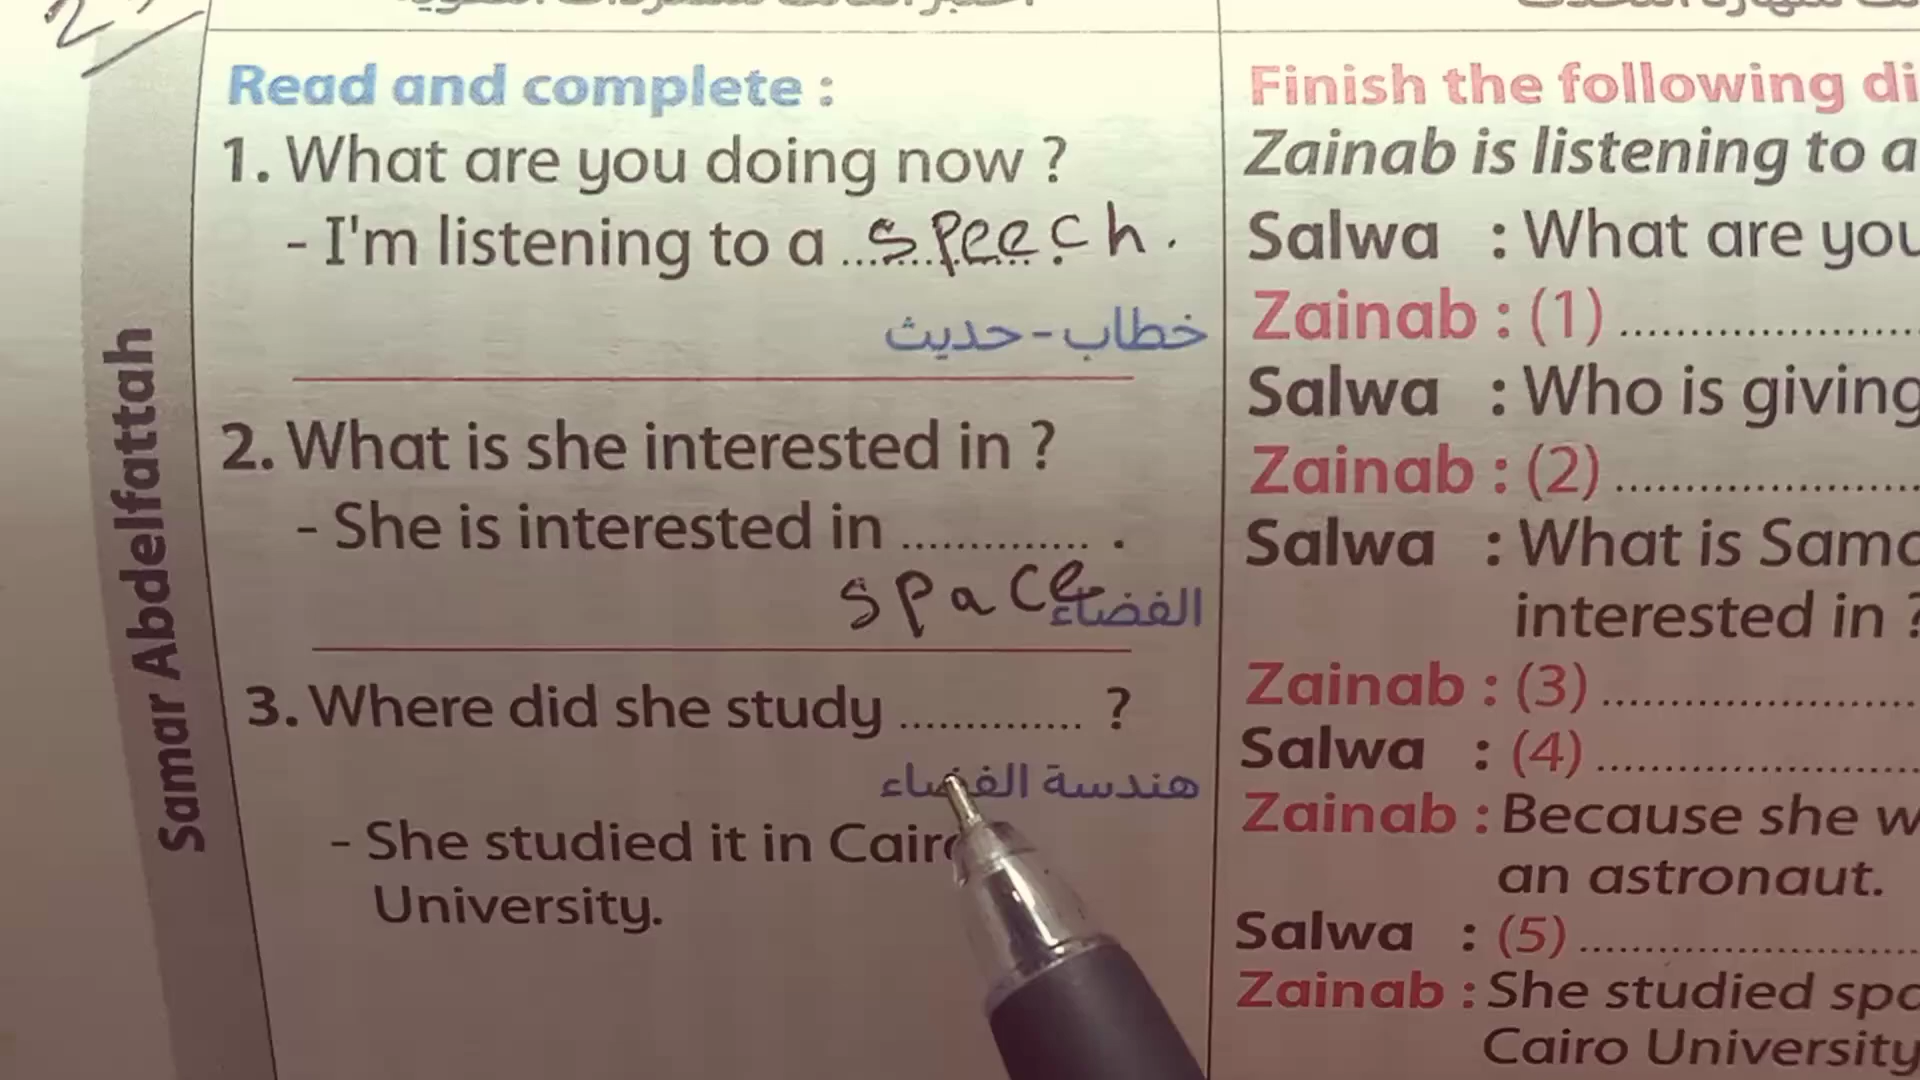 Read and complete :
1. What are you doing now ?
- I'm listening to a speech.
خطاب - حديث
2. What is she interested in ?
- She is interested in .............. .
space
الفضاء
3. Where did she study .............. ?
هندسة الفضاء
- She studied it in Cairo
University.
Samar Abdelfattah
Finish the following di
Zainab is listening to a
Salwa : What are you
Zainab : (1) ......................
Salwa : Who is giving
Zainab : (2) ......................
Salwa : What is Sama
interested in ?
Zainab : (3) ......................
Salwa : (4) ......................
Zainab : Because she w
an astronaut.
Salwa : (5) ......................
Zainab : She studied spa
Cairo University